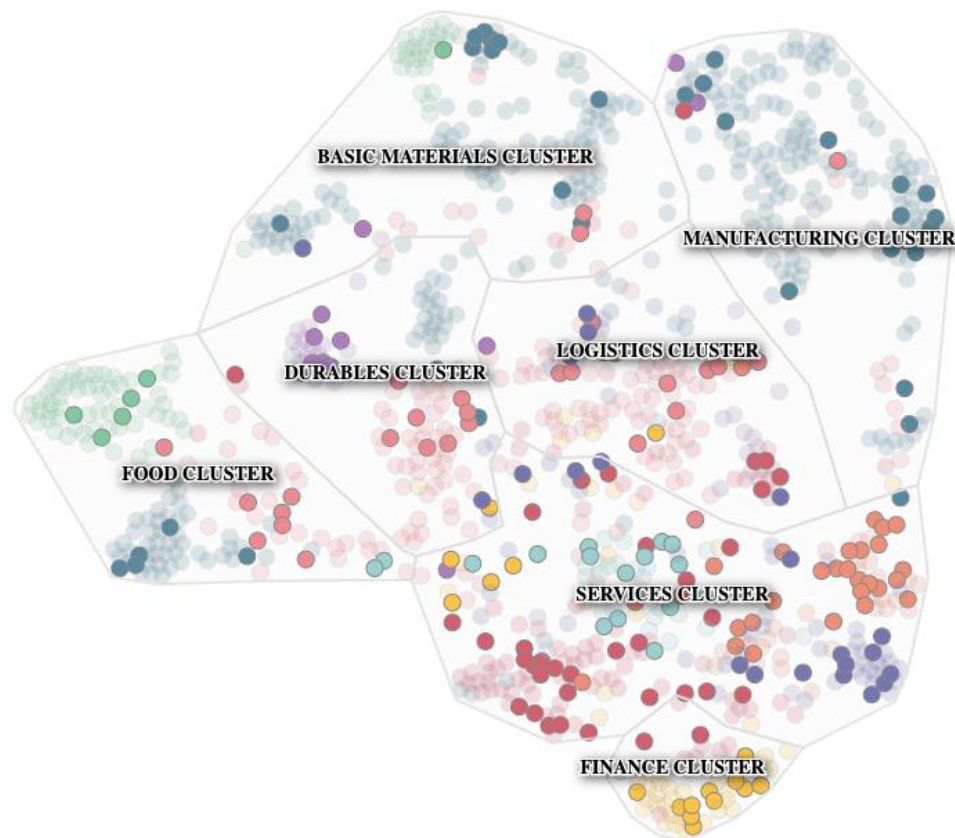 BASIC MATERIALS CLUSTER
MANUFACTURING CLUSTER
LOGISTICS CLUSTER
DURABLES CLUSTER
FOOD CLUSTER
SERVICES CLUSTER
FINANCE CLUSTER